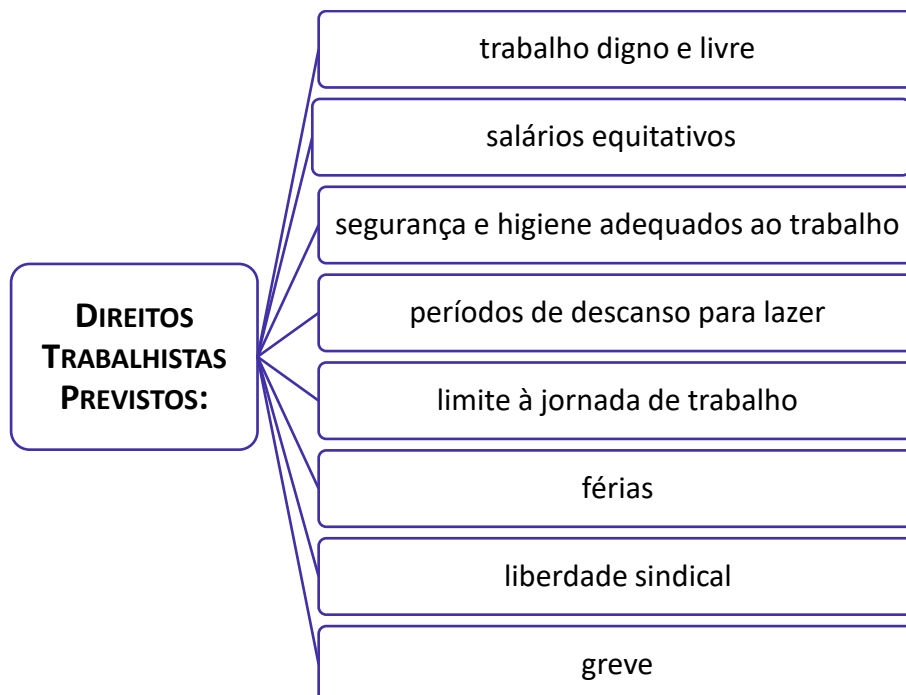 DIREITOS
TRABALHISTAS
PREVISTOS:
trabalho digno e livre
salários equitativos
segurança e higiene adequados ao trabalho
períodos de descanso para lazer
limite à jornada de trabalho
férias
liberdade sindical
greve